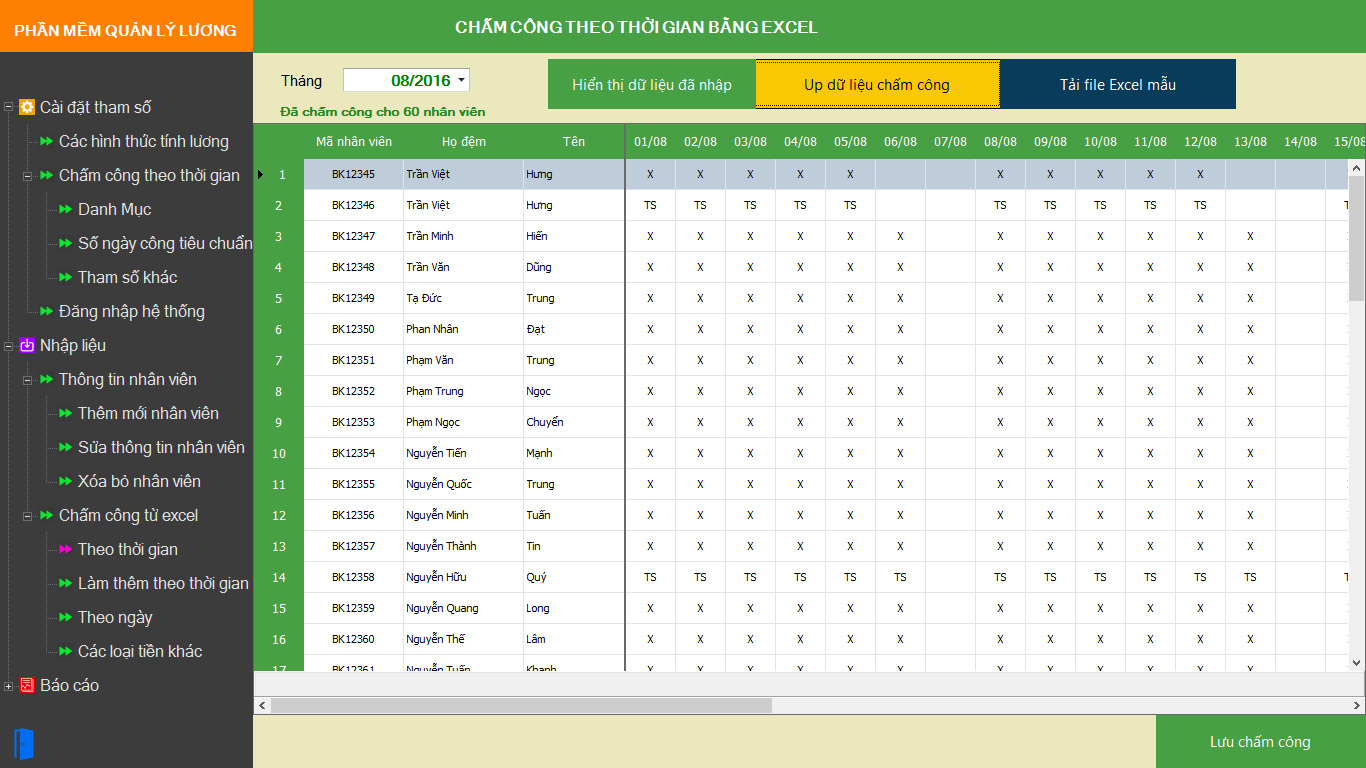 PHẦN MỀM QUẢN LÝ LƯƠNG
CHẤM CÔNG THEO THỜI GIAN BẰNG EXCEL
Tháng 08/2016
Hiển thị dữ liệu đã nhập
Up dữ liệu chấm công
Tải file Excel mẫu
Đã chấm công cho 60 nhân viên
Cài đặt tham số
Các hình thức tính lương
Chấm công theo thời gian
Danh Mục
Số ngày công tiêu chuẩn
Tham số khác
Đăng nhập hệ thống
Nhập liệu
Thông tin nhân viên
Thêm mới nhân viên
Sửa thông tin nhân viên
Xóa bỏ nhân viên
Chấm công từ excel
Theo thời gian
Làm thêm theo thời gian
Theo ngày
Các loại tiền khác
Báo cáo
Mã nhân viên Họ đệm Tên 01/08 02/08 03/08 04/08 05/08 06/08 07/08 08/08 09/08 10/08 11/08 12/08 13/08 14/08 15/08
1 BK12345 Trần Việt Hưng X X X X X X X X X X
2 BK12346 Trần Việt Hưng TS TS TS TS TS TS TS TS TS TS
3 BK12347 Trần Minh Hiến X X X X X X X X X X X X
4 BK12348 Trần Văn Dũng X X X X X X X X X X X X
5 BK12349 Tạ Đức Trung X X X X X X X X X X X X
6 BK12350 Phan Nhân Đạt X X X X X X X X X X X X
7 BK12351 Phạm Văn Trung X X X X X X X X X X X X
8 BK12352 Phạm Trung Ngọc X X X X X X X X X X X X
9 BK12353 Phạm Ngọc Chuyển X X X X X X X X X X X X
10 BK12354 Nguyễn Tiến Mạnh X X X X X X X X X X X X
11 BK12355 Nguyễn Quốc Trung X X X X X X X X X X X X
12 BK12356 Nguyễn Minh Tuấn X X X X X X X X X X X X
13 BK12357 Nguyễn Thành Tin X X X X X X X X X X X X
14 BK12358 Nguyễn Hữu Quý TS TS TS TS TS TS TS TS TS TS TS TS
15 BK12359 Nguyễn Quang Long X X X X X X X X X X X X
16 BK12360 Nguyễn Thế Lâm X X X X X X X X X X X X
17 BK12361 Nguyễn Tuấn Khanh X X X X X X X X X X X X
Lưu chấm công